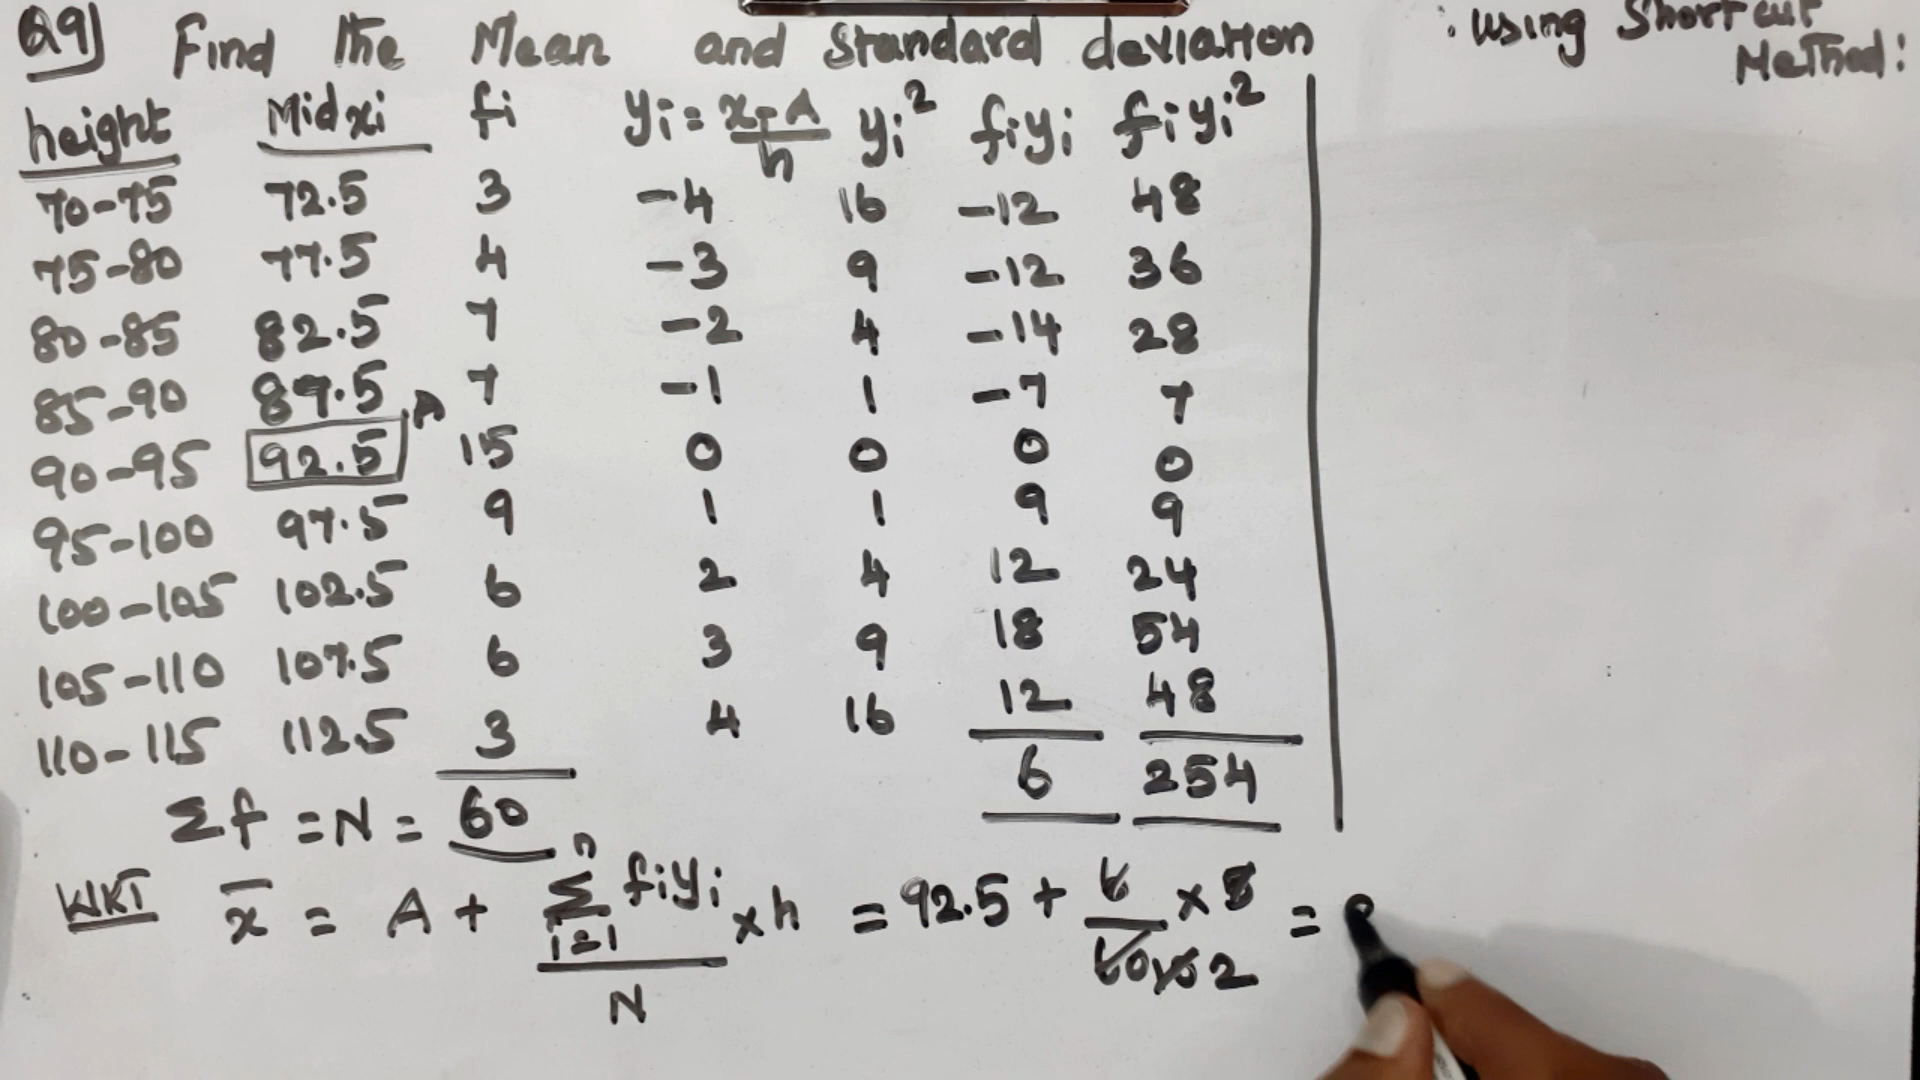 Q9) Find the Mean and Standard deviation : Using Shortcut Method:
height Mid xi fi yi = x-A/h yi² fiyi fiyi²
70-75 72.5 3 -4 16 -12 48
75-80 77.5 4 -3 9 -12 36
80-85 82.5 7 -2 4 -14 28
85-90 87.5 7 -1 1 -7 7
90-95 92.5 A 15 0 0 0 0
95-100 97.5 9 1 1 9 9
100-105 102.5 6 2 4 12 24
105-110 107.5 6 3 9 18 54
110-115 112.5 3 4 16 12 48
Σf = N = 60 6 254
WKT x̄ = A + Σ i=1 n fiyi / N × h = 92.5 + 6/60 10 2 × 5 =